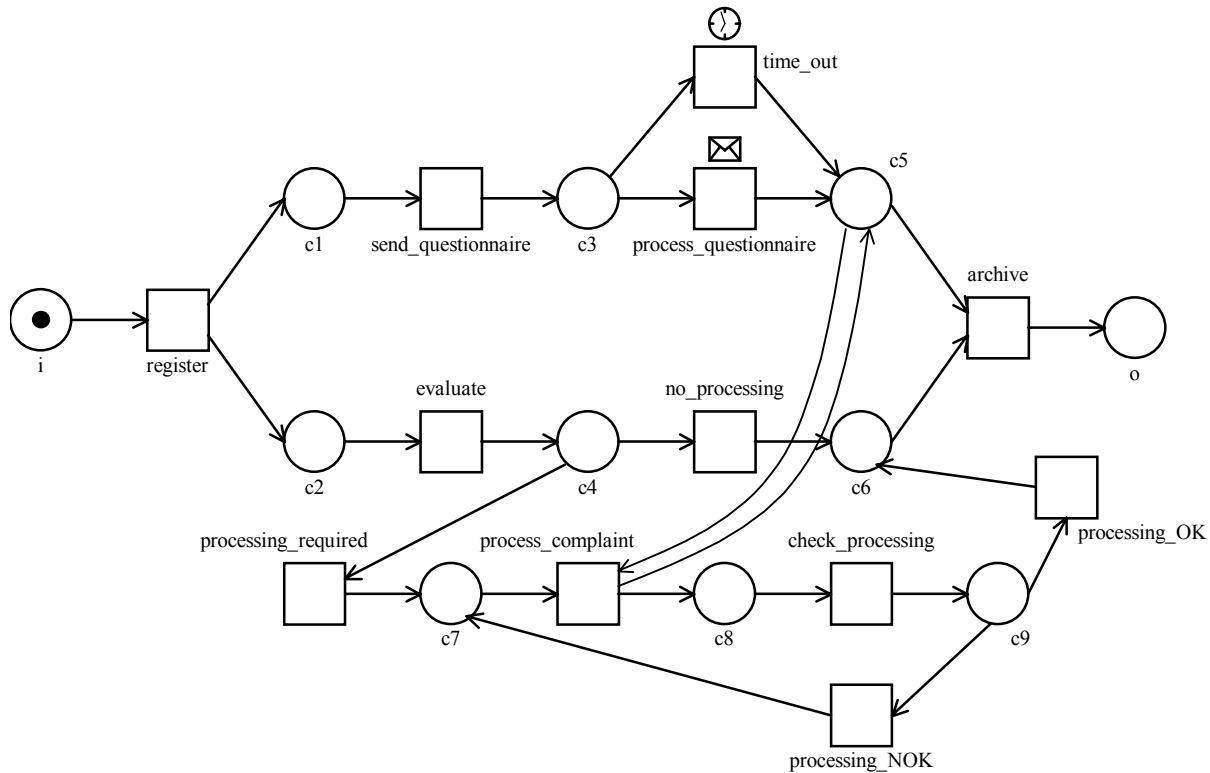 time_out
c5
c1
send_questionnaire
c3
process_questionnaire
archive
i
register
o
evaluate
no_processing
c2
c4
c6
processing_required
process_complaint
check_processing
processing_OK
c7
c8
c9
processing_NOK